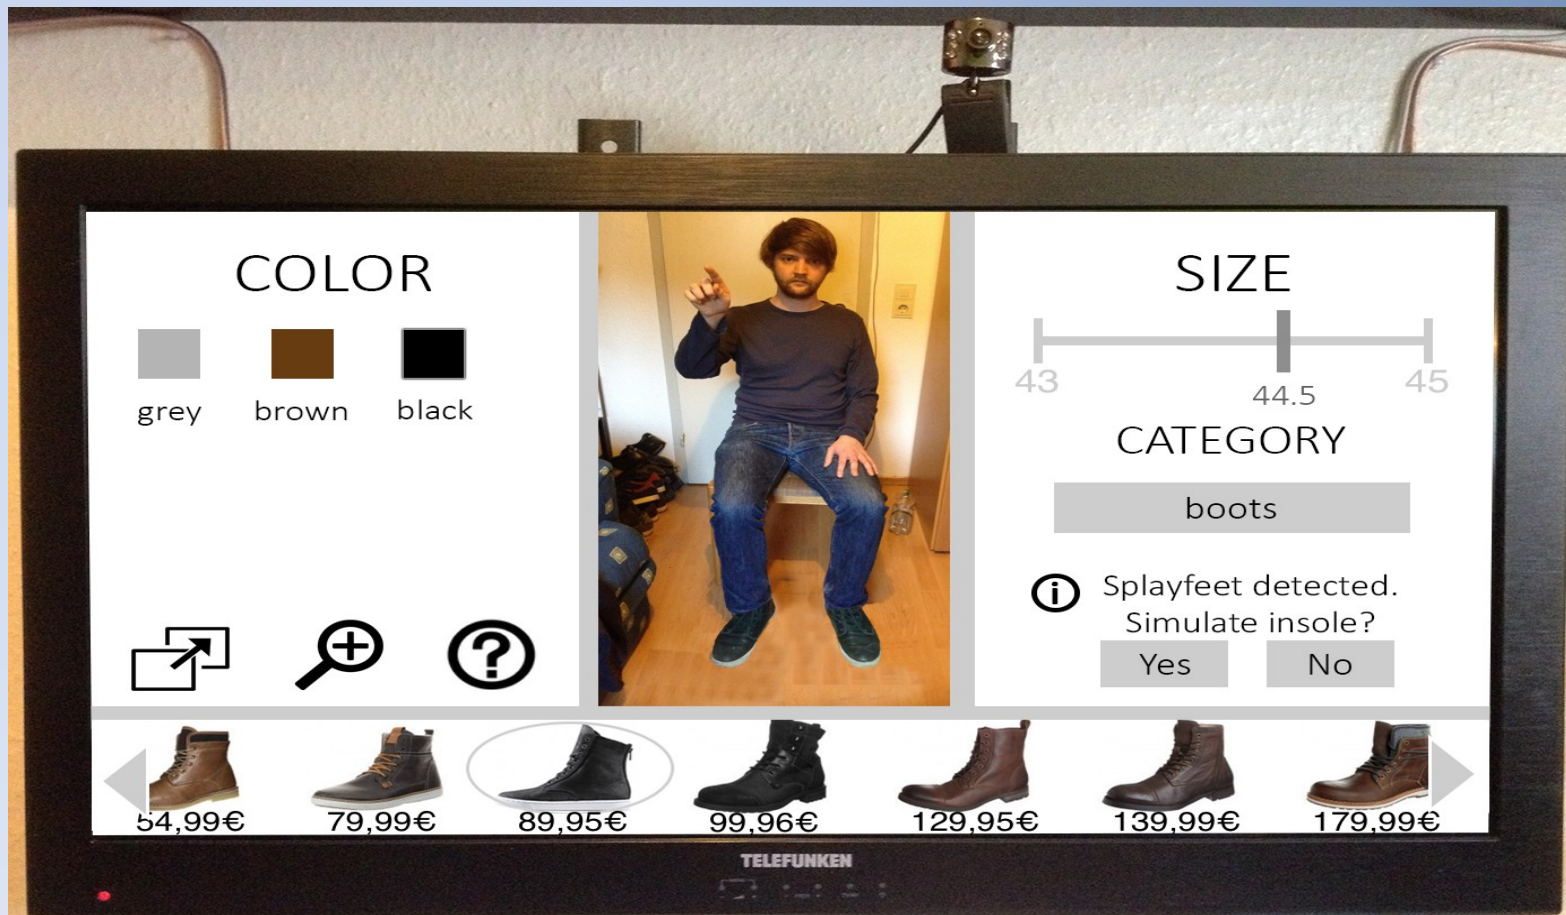 COLOR
grey brown black
SIZE
43 44.5 45
CATEGORY
boots
Splayfeet detected.
Simulate insole?
Yes No
54,99€ 79,99€ 89,95€ 99,96€ 129,95€ 139,99€ 179,99€
TELEFUNKEN